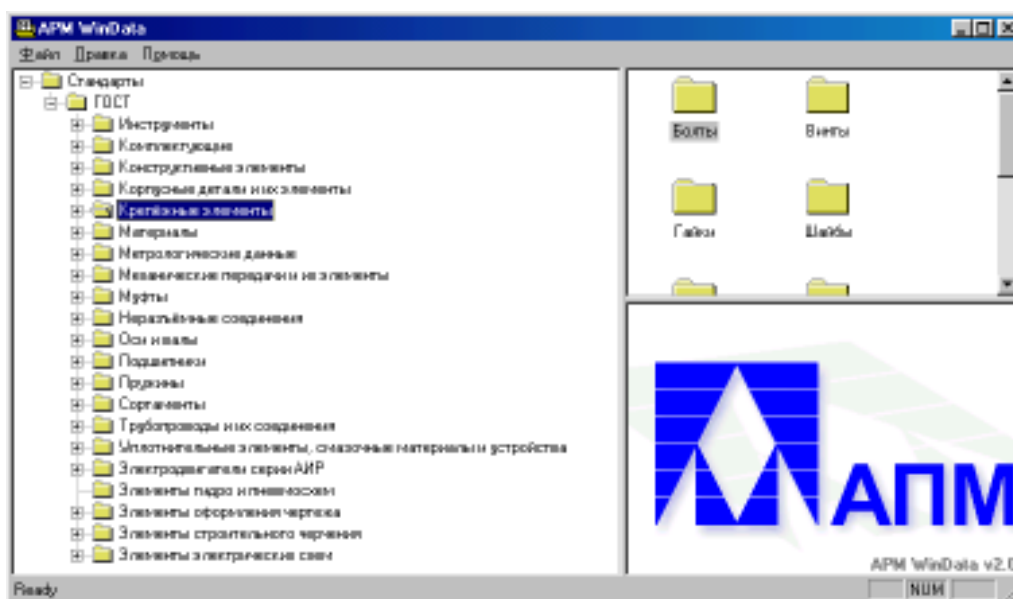 APM WinData
Файл Правка Помощь
Стандарты
ГОСТ
Инструменты
Комплектующие
Конструктивные элементы
Корпусные детали и их элементы
Крепёжные элементы
Материалы
Метрологические данные
Механические передачи и их элементы
Муфты
Неразъёмные соединения
Оси и валы
Подшипники
Пружины
Сортаменты
Трубопроводы и их соединения
Уплотнительные элементы, смазочные материалы и устройства
Электродвигатели серии АИР
Элементы гидро и пневмосхем
Элементы оформления чертежа
Элементы строительного черчения
Элементы электрических схем
Болты
Винты
Гайки
Шайбы
АПМ
APM WinData v2.0
Ready
NUM